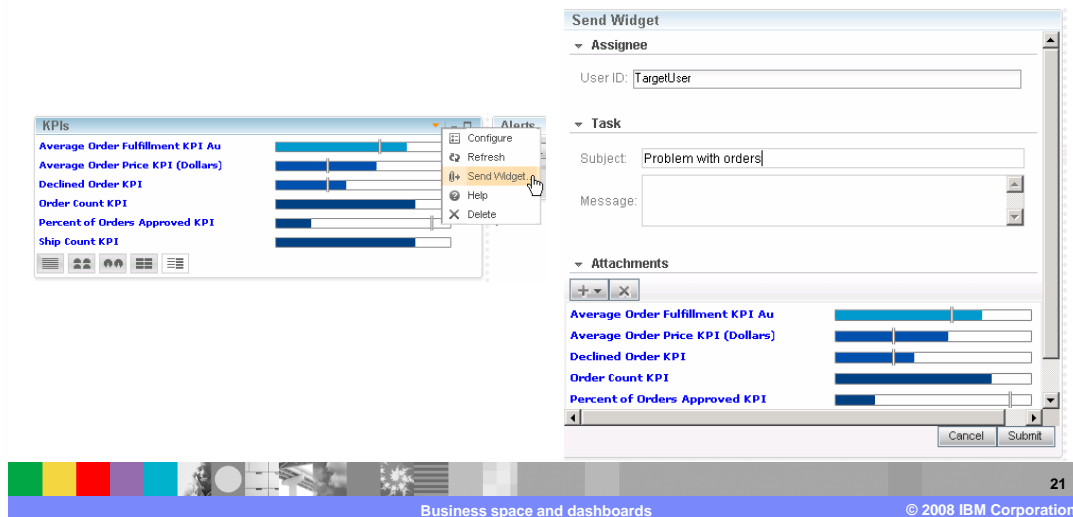 KPIs
Average Order Fulfillment KPI Au
Average Order Price KPI (Dollars)
Declined Order KPI
Order Count KPI
Percent of Orders Approved KPI
Ship Count KPI
Alerts
Configure
Refresh
Send Widget...
Help
Delete
Send Widget
Assignee
User ID: TargetUser
Task
Subject: Problem with orders
Message:
Attachments
Average Order Fulfillment KPI Au
Average Order Price KPI (Dollars)
Declined Order KPI
Order Count KPI
Percent of Orders Approved KPI
Cancel Submit
21
Business space and dashboards
© 2008 IBM Corporation